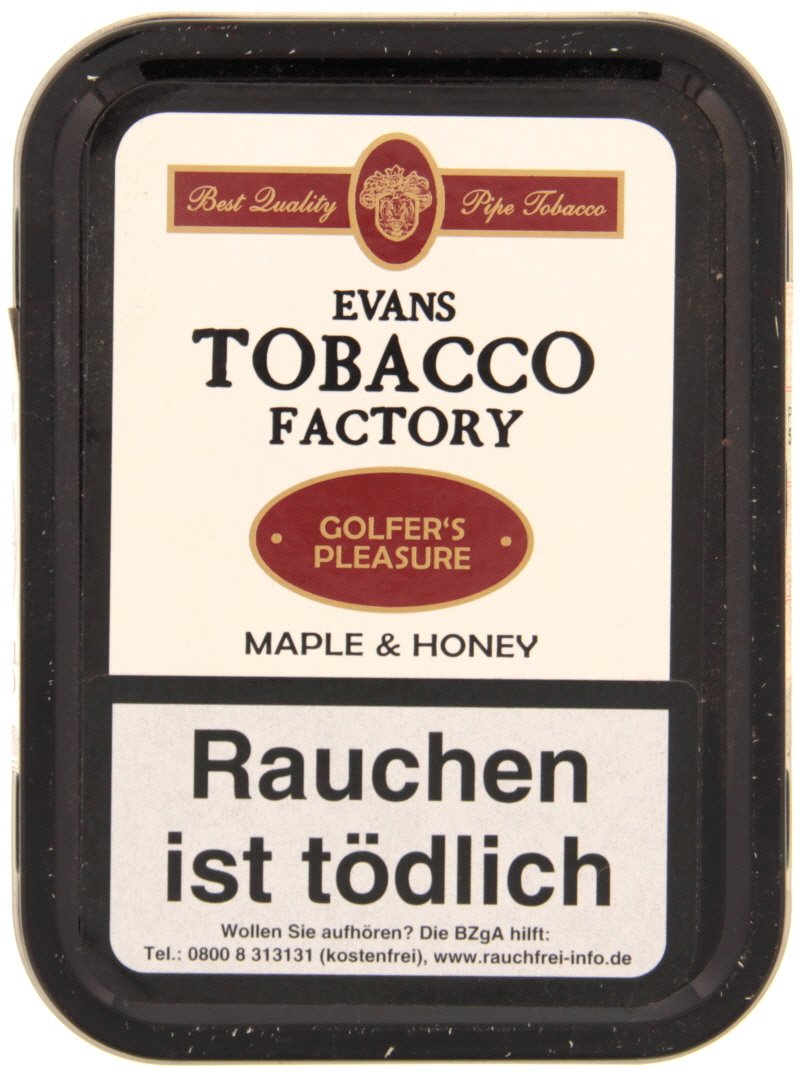 Best Quality Pipe Tobacco
EVANS
TOBACCO
FACTORY
GOLFER'S
PLEASURE
MAPLE & HONEY
Rauchen
ist tödlich
Wollen Sie aufhören? Die BZgA hilft:
Tel.: 0800 8 313131 (kostenfrei), www.rauchfrei-info.de